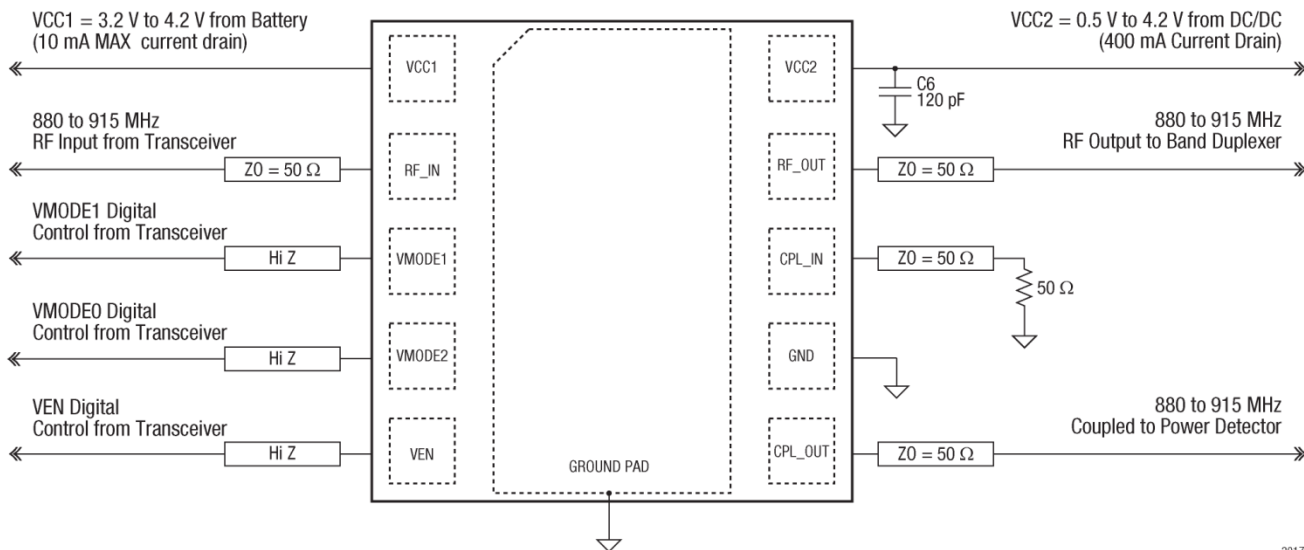 VCC1 = 3.2 V to 4.2 V from Battery
(10 mA MAX current drain)
VCC1
880 to 915 MHz
RF Input from Transceiver
Z0 = 50 Ω
RF_IN
VMODE1 Digital
Control from Transceiver
Hi Z
VMODE1
VMODE0 Digital
Control from Transceiver
Hi Z
VMODE2
VEN Digital
Control from Transceiver
Hi Z
VEN
GROUND PAD
VCC2 = 0.5 V to 4.2 V from DC/DC
(400 mA Current Drain)
VCC2
C6
120 pF
880 to 915 MHz
RF Output to Band Duplexer
RF_OUT
Z0 = 50 Ω
CPL_IN
Z0 = 50 Ω
50 Ω
GND
880 to 915 MHz
Coupled to Power Detector
CPL_OUT
Z0 = 50 Ω